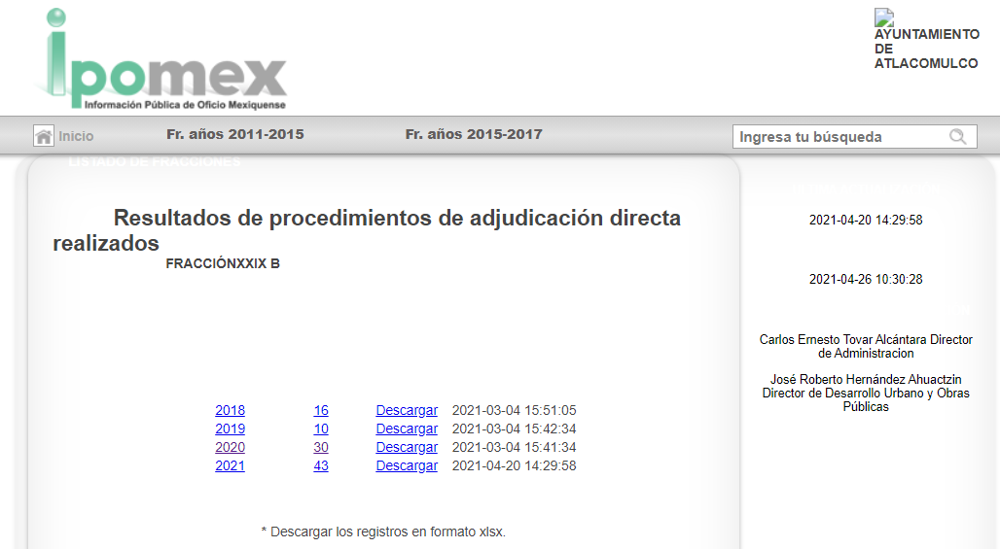 ipomex
Información Pública de Oficio Mexiquense
AYUNTAMIENTO
DE
ATLACOMULCO
Inicio
Fr. años 2011-2015
Fr. años 2015-2017
Ingresa tu búsqueda
LISTADO DE FRACCIONES
Resultados de procedimientos de adjudicación directa
realizados
FRACCIÓNXXIX B
2018 16 Descargar 2021-03-04 15:51:05
2019 10 Descargar 2021-03-04 15:42:34
2020 30 Descargar 2021-03-04 15:41:34
2021 43 Descargar 2021-04-20 14:29:58
* Descargar los registros en formato xlsx.
2021-04-20 14:29:58
2021-04-26 10:30:28
Carlos Ernesto Tovar Alcántara Director
de Administracion
José Roberto Hernández Ahuactzin
Director de Desarrollo Urbano y Obras
Públicas